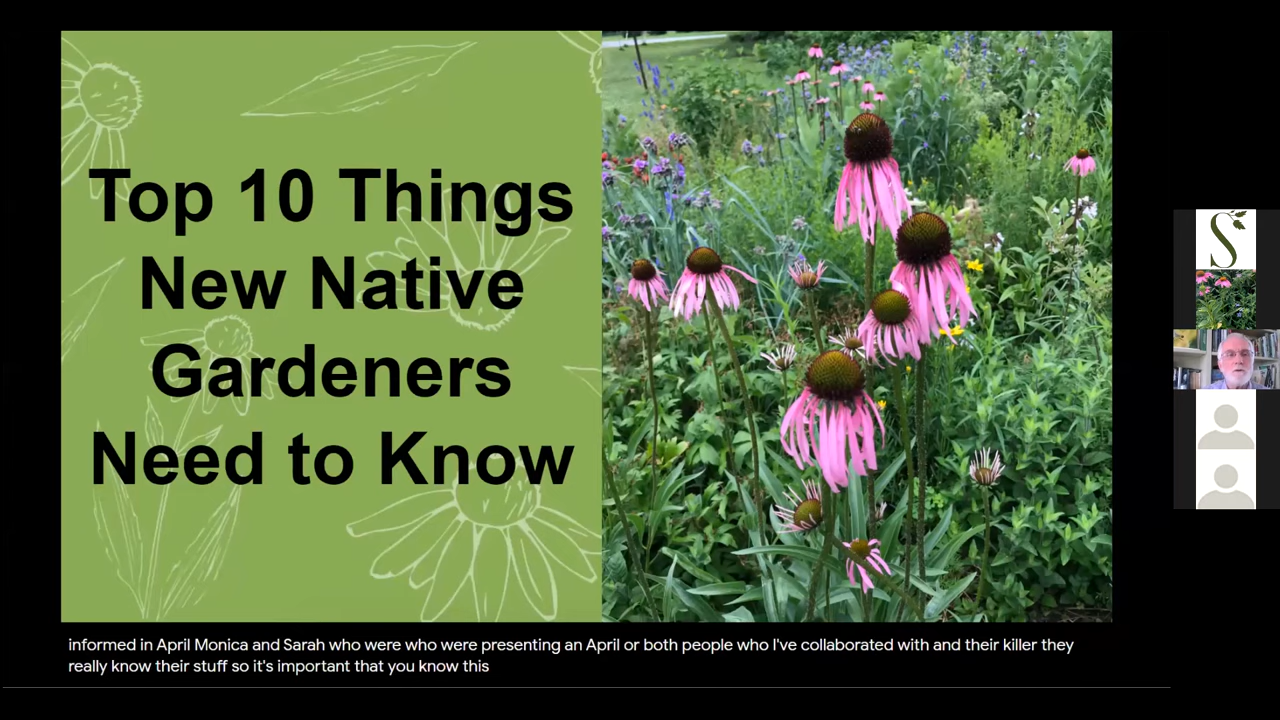 Top 10 Things
New Native
Gardeners
Need to Know
S
informed in April Monica and Sarah who were who were presenting an April or both people who I've collaborated with and their killer they
really know their stuff so it's important that you know this